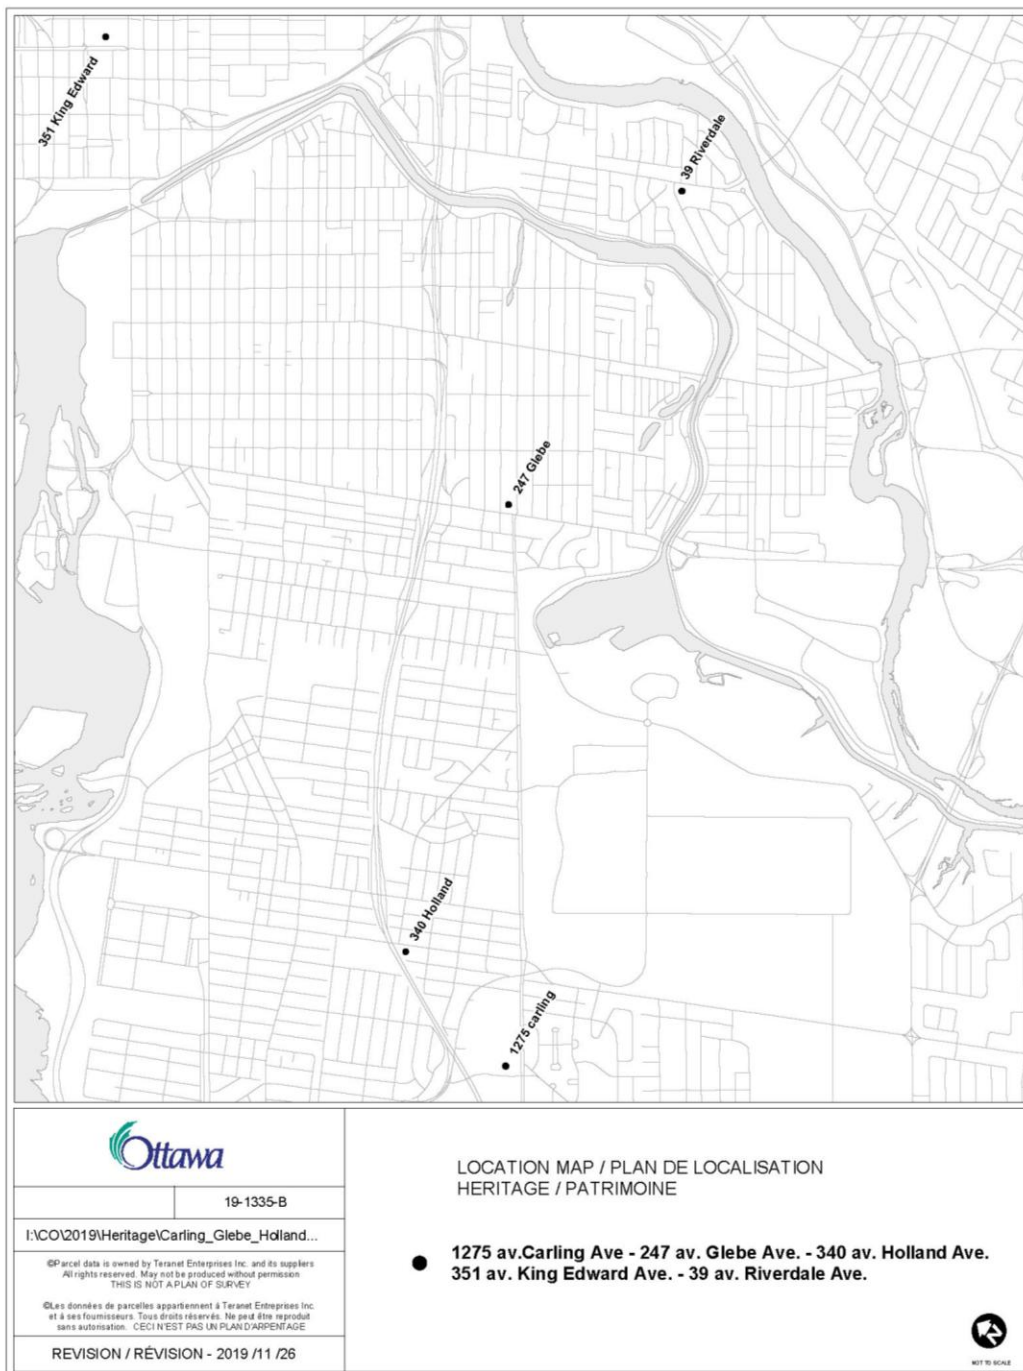 351 King Edward
39 Riverdale
247 Glebe
340 Holland
1275 carling
Ottawa
19-1335-B
I:\CO\2019\Heritage\Carling_Glebe_Holland...
©Parcel data is owned by Teranet Enterprises Inc. and its suppliers
All rights reserved. May not be produced without permission
THIS IS NOT A PLAN OF SURVEY
©Les données de parcelles appartiennent à Teranet Entreprises Inc.
et à ses fournisseurs. Tous droits réservés. Ne peut être reproduit
sans autorisation. CECI N'EST PAS UN PLAN D'ARPENTAGE
REVISION / RÉVISION - 2019 /11 /26
LOCATION MAP / PLAN DE LOCALISATION
HERITAGE / PATRIMOINE
1275 av.Carling Ave - 247 av. Glebe Ave. - 340 av. Holland Ave.
351 av. King Edward Ave. - 39 av. Riverdale Ave.
NOT TO SCALE